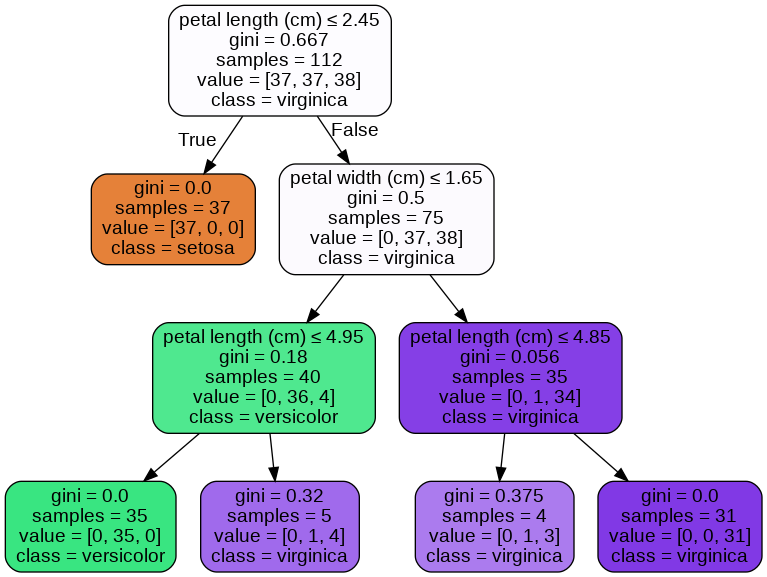 petal length (cm) ≤ 2.45
gini = 0.667
samples = 112
value = [37, 37, 38]
class = virginica
True
False
gini = 0.0
samples = 37
value = [37, 0, 0]
class = setosa
petal width (cm) ≤ 1.65
gini = 0.5
samples = 75
value = [0, 37, 38]
class = virginica
petal length (cm) ≤ 4.95
gini = 0.18
samples = 40
value = [0, 36, 4]
class = versicolor
petal length (cm) ≤ 4.85
gini = 0.056
samples = 35
value = [0, 1, 34]
class = virginica
gini = 0.0
samples = 35
value = [0, 35, 0]
class = versicolor
gini = 0.32
samples = 5
value = [0, 1, 4]
class = virginica
gini = 0.375
samples = 4
value = [0, 1, 3]
class = virginica
gini = 0.0
samples = 31
value = [0, 0, 31]
class = virginica